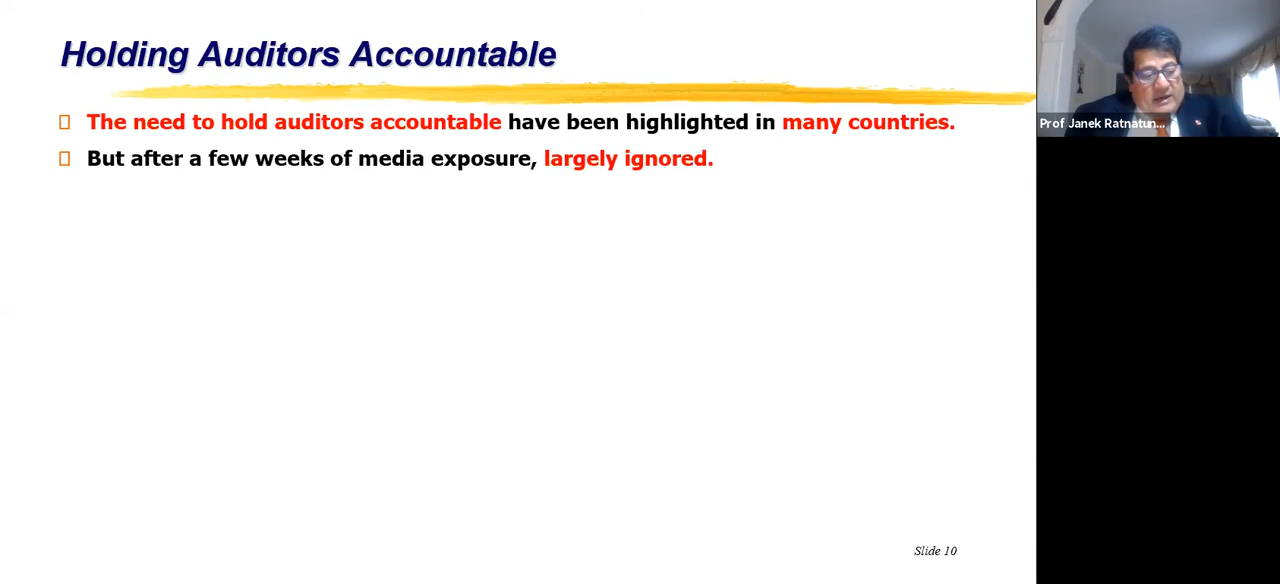 Holding Auditors Accountable
The need to hold auditors accountable have been highlighted in many countries.
But after a few weeks of media exposure, largely ignored.
Slide 10
Prof Janek Ratnatun...